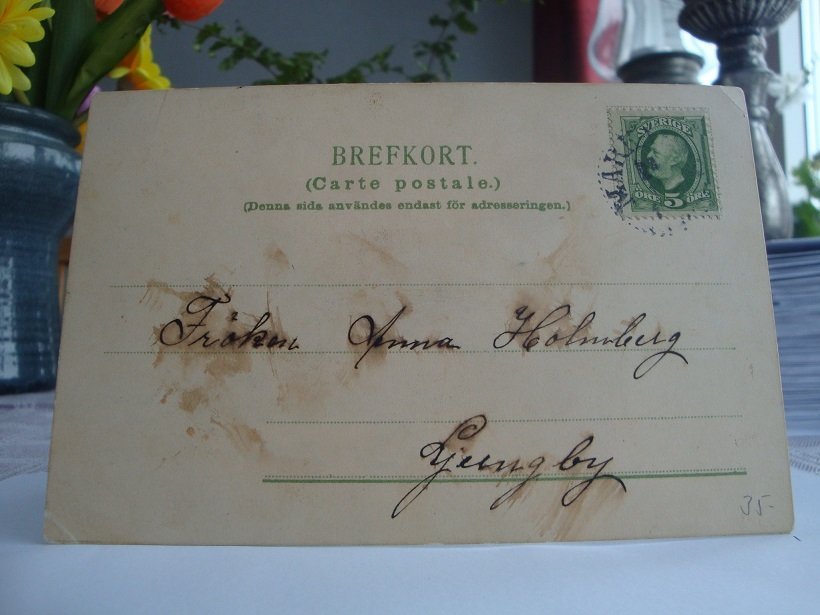 BREFKORT.
(Carte postale.)
(Denna sida användes endast för adresseringen.)
SVERIGE
ÖRE 5 ÖRE
Fröken Anna Holmberg
Ljungby
35-